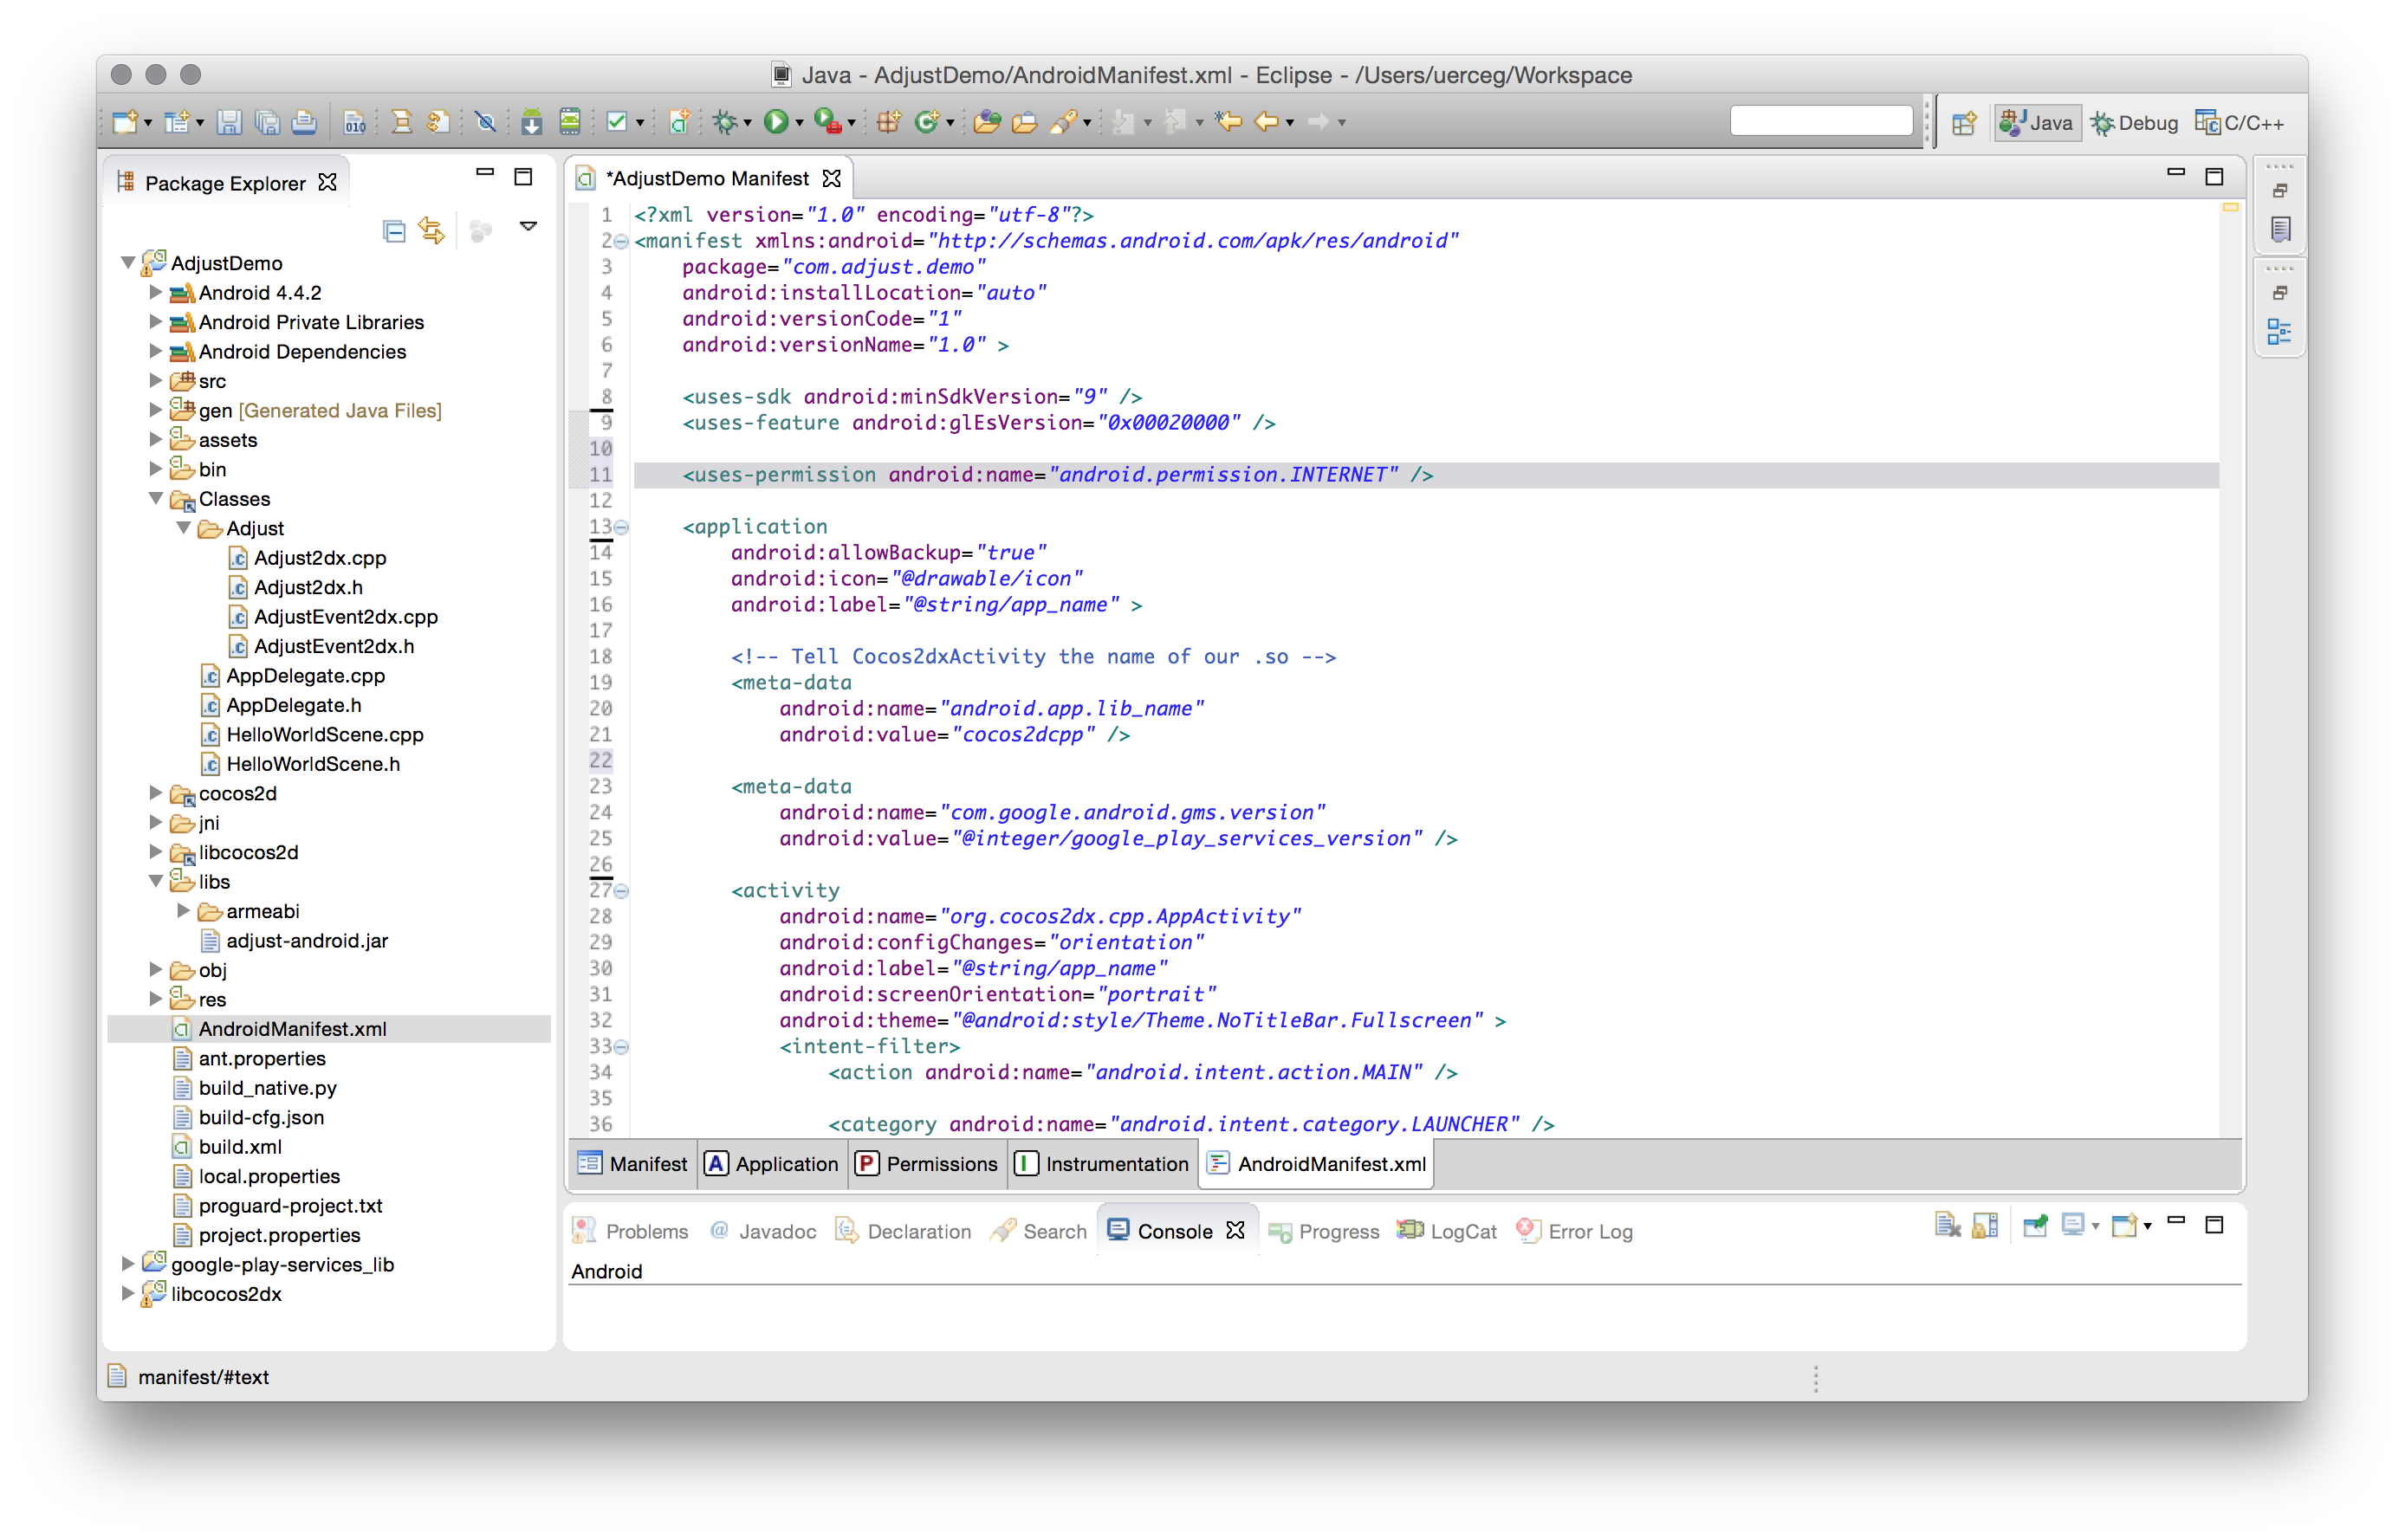 Java - AdjustDemo/AndroidManifest.xml - Eclipse - /Users/uerceg/Workspace
Java
Debug
C/C++
Package Explorer
AdjustDemo
Android 4.4.2
Android Private Libraries
Android Dependencies
src
gen [Generated Java Files]
assets
bin
Classes
Adjust
Adjust2dx.cpp
Adjust2dx.h
AdjustEvent2dx.cpp
AdjustEvent2dx.h
AppDelegate.cpp
AppDelegate.h
HelloWorldScene.cpp
HelloWorldScene.h
cocos2d
jni
libcocos2d
libs
armeabi
adjust-android.jar
obj
res
AndroidManifest.xml
ant.properties
build_native.py
build-cfg.json
build.xml
local.properties
proguard-project.txt
project.properties
google-play-services_lib
libcocos2dx
*AdjustDemo Manifest
1 <?xml version="1.0" encoding="utf-8"?>
2 <manifest xmlns:android="http://schemas.android.com/apk/res/android"
3 package="com.adjust.demo"
4 android:installLocation="auto"
5 android:versionCode="1"
6 android:versionName="1.0" >
7
8 <uses-sdk android:minSdkVersion="9" />
9 <uses-feature android:glEsVersion="0x00020000" />
10
11 <uses-permission android:name="android.permission.INTERNET" />
12
13 <application
14 android:allowBackup="true"
15 android:icon="@drawable/icon"
16 android:label="@string/app_name" >
17
18 <!-- Tell Cocos2dxActivity the name of our .so -->
19 <meta-data
20 android:name="android.app.lib_name"
21 android:value="cocos2dcpp" />
22
23 <meta-data
24 android:name="com.google.android.gms.version"
25 android:value="@integer/google_play_services_version" />
26
27 <activity
28 android:name="org.cocos2dx.cpp.AppActivity"
29 android:configChanges="orientation"
30 android:label="@string/app_name"
31 android:screenOrientation="portrait"
32 android:theme="@android:style/Theme.NoTitleBar.Fullscreen" >
33 <intent-filter>
34 <action android:name="android.intent.action.MAIN" />
35
36 <category android:name="android.intent.category.LAUNCHER" />
Manifest
Application
Permissions
Instrumentation
AndroidManifest.xml
Problems
Javadoc
Declaration
Search
Console
Progress
LogCat
Error Log
Android
manifest/#text